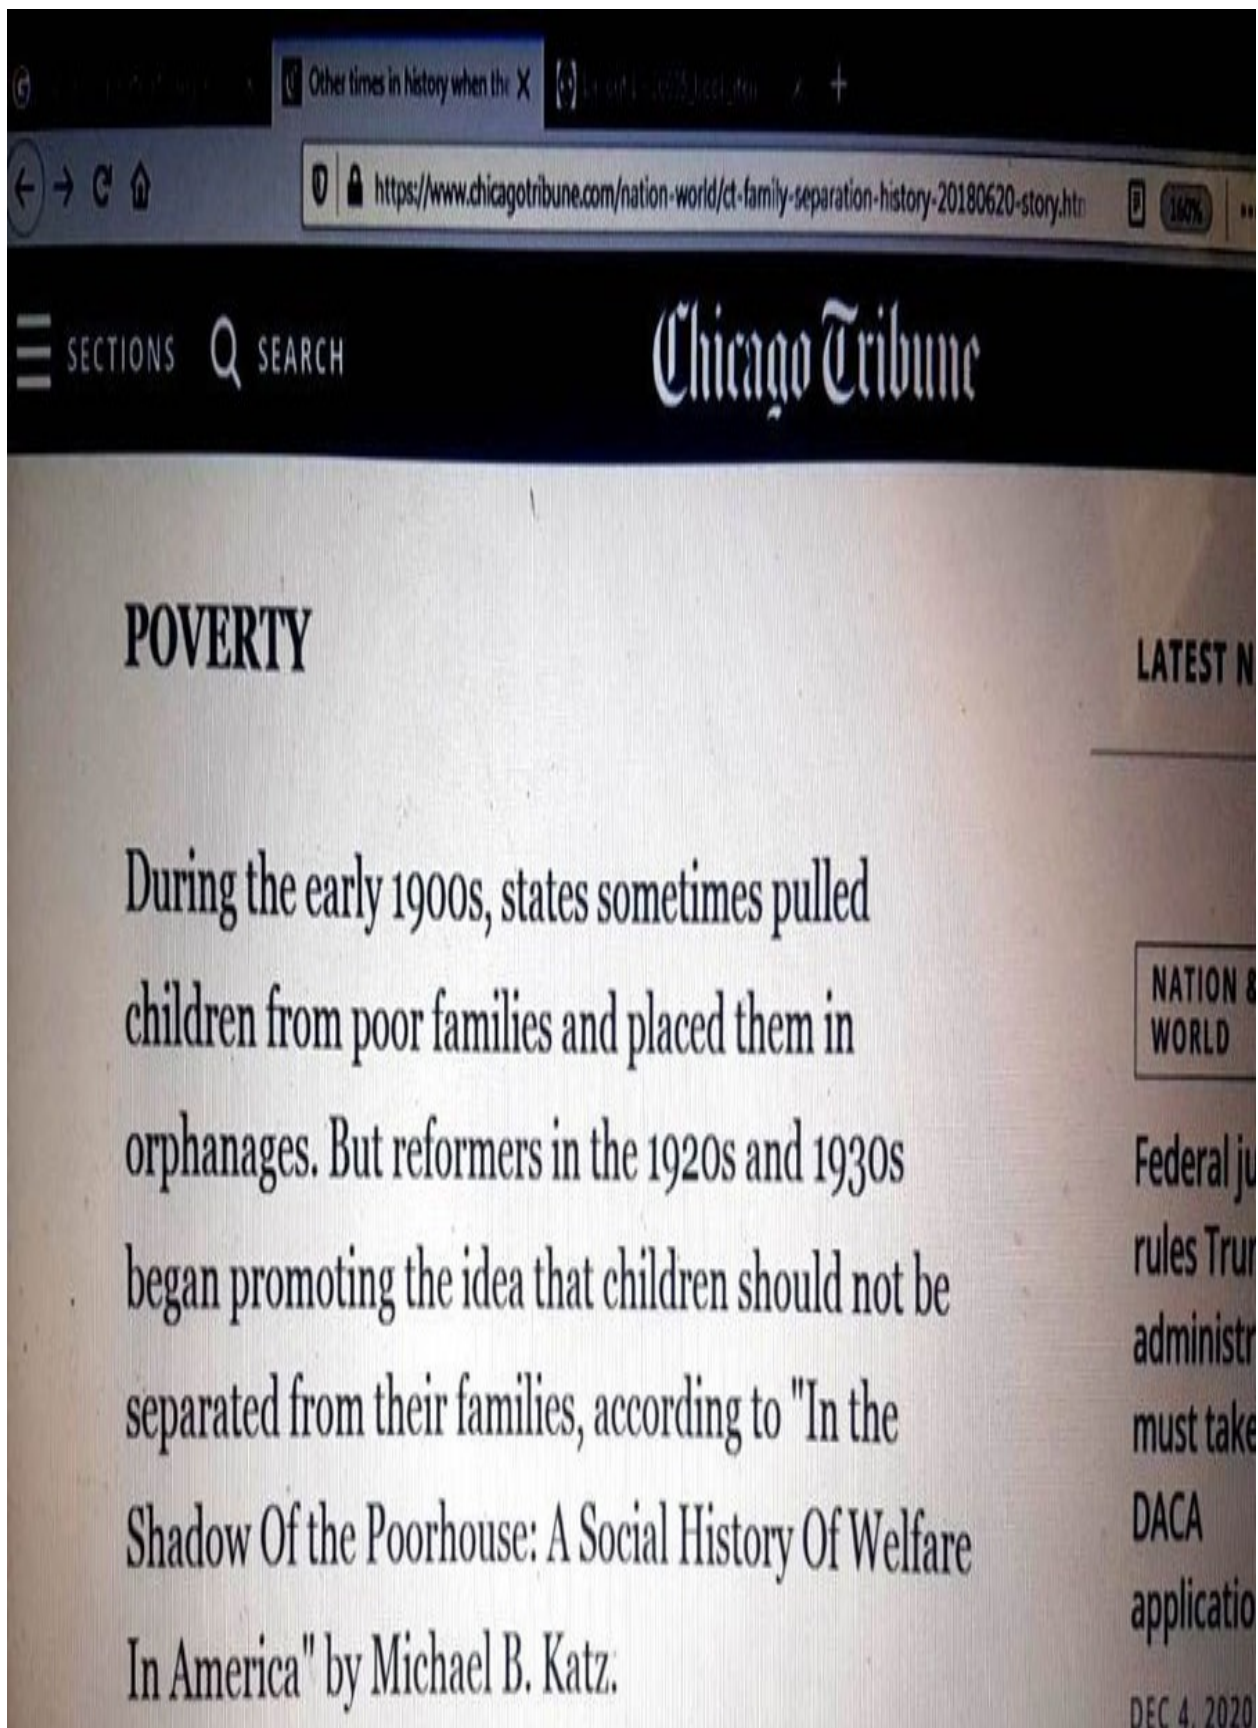 Other times in history when the
https://www.chicagotribune.com/nation-world/ct-family-separation-history-20180620-story.htm
160%
SECTIONS SEARCH
Chicago Tribune
POVERTY
During the early 1900s, states sometimes pulled
children from poor families and placed them in
orphanages. But reformers in the 1920s and 1930s
began promoting the idea that children should not be
separated from their families, according to "In the
Shadow Of the Poorhouse: A Social History Of Welfare
In America" by Michael B. Katz.
LATEST N
NATION &
WORLD
Federal ju
rules Trum
administr
must take
DACA
applicatio
DEC 4, 2020